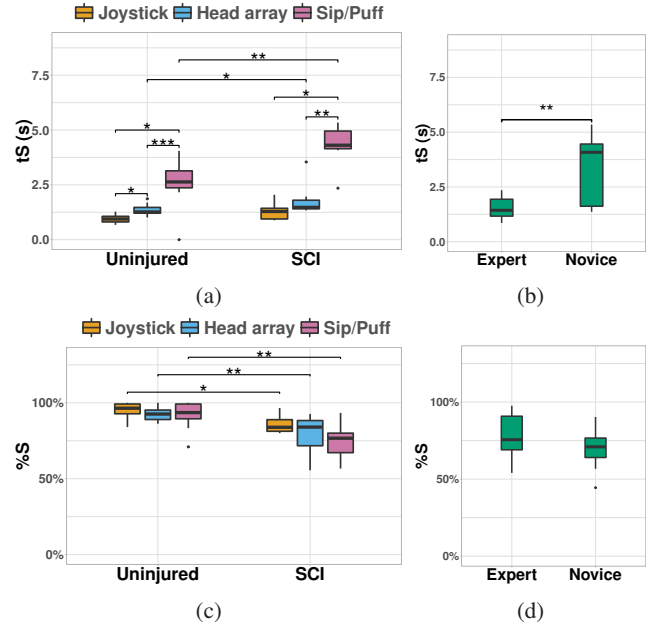 Joystick Head array Sip/Puff
tS (s)
7.5
5.0
2.5
0.0
**
*
*
**
*
***
*
Uninjured SCI
(a)
tS (s)
7.5
5.0
2.5
0.0
**
Expert Novice
(b)
Joystick Head array Sip/Puff
%S
100%
50%
0%
**
**
*
Uninjured SCI
(c)
%S
100%
50%
0%
Expert Novice
(d)